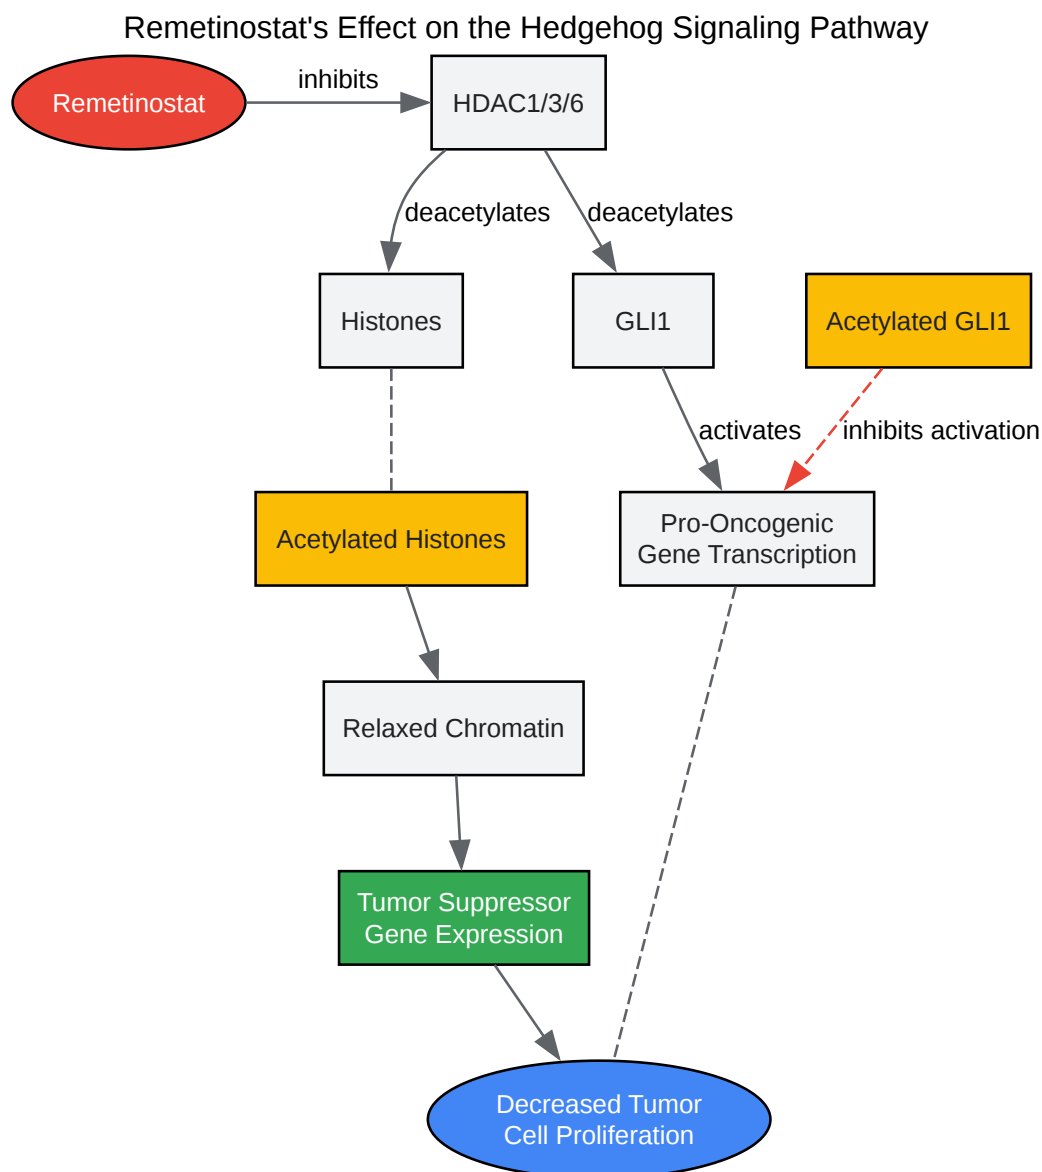 Remetinostat's Effect on the Hedgehog Signaling Pathway
Remetinostat
inhibits
HDAC1/3/6
deacetylates
deacetylates
Histones
GLI1
Acetylated GLI1
activates
inhibits activation
Acetylated Histones
Pro-Oncogenic
Gene Transcription
Relaxed Chromatin
Tumor Suppressor
Gene Expression
Decreased Tumor
Cell Proliferation